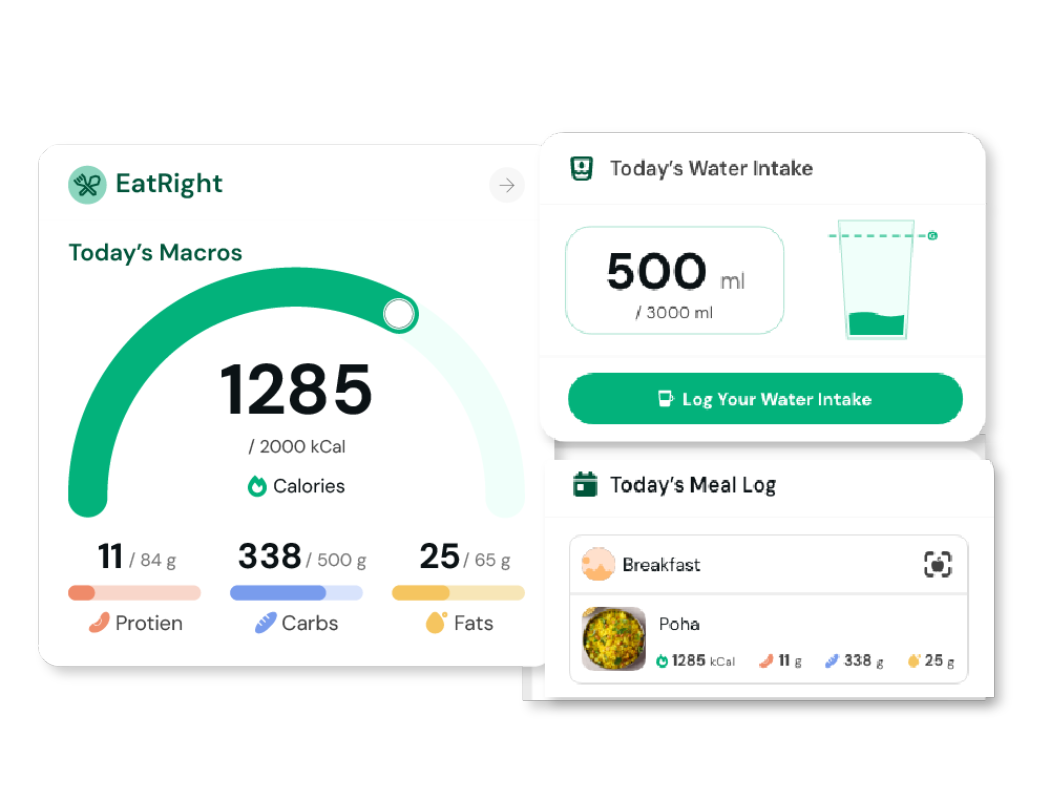 EatRight
Today's Macros
1285
/ 2000 kCal
Calories
11 / 84 g
338 / 500 g
25 / 65 g
Protien
Carbs
Fats
Today's Water Intake
500 ml
/ 3000 ml
G
Log Your Water Intake
Today's Meal Log
Breakfast
Poha
1285 kCal 11 g 338 g 25 g